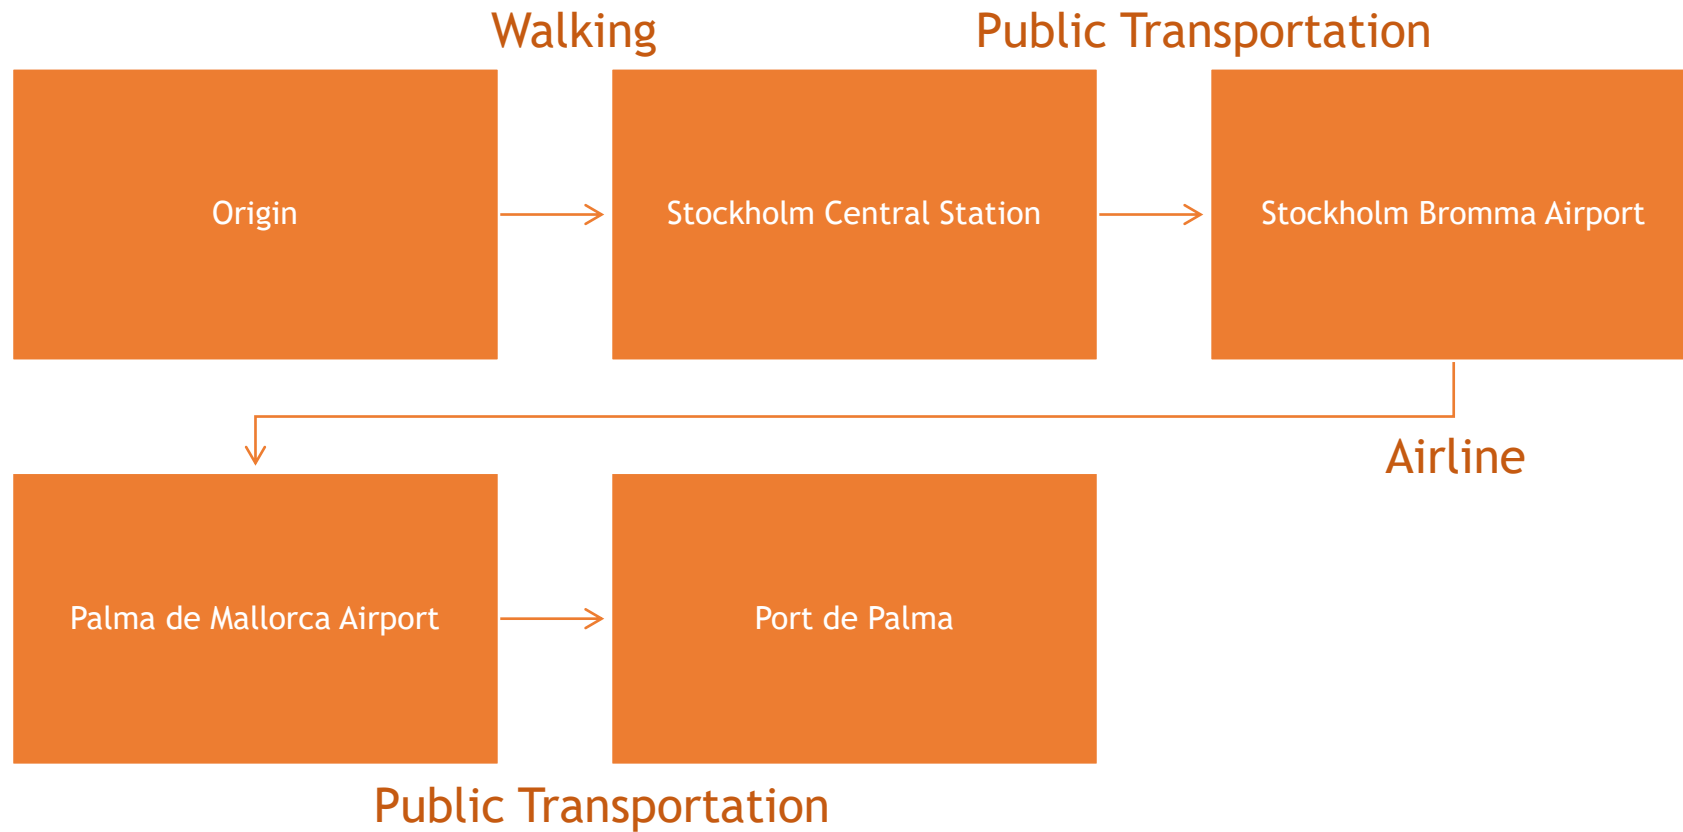 Walking
Public Transportation
Origin
Stockholm Central Station
Stockholm Bromma Airport
Airline
Palma de Mallorca Airport
Port de Palma
Public Transportation